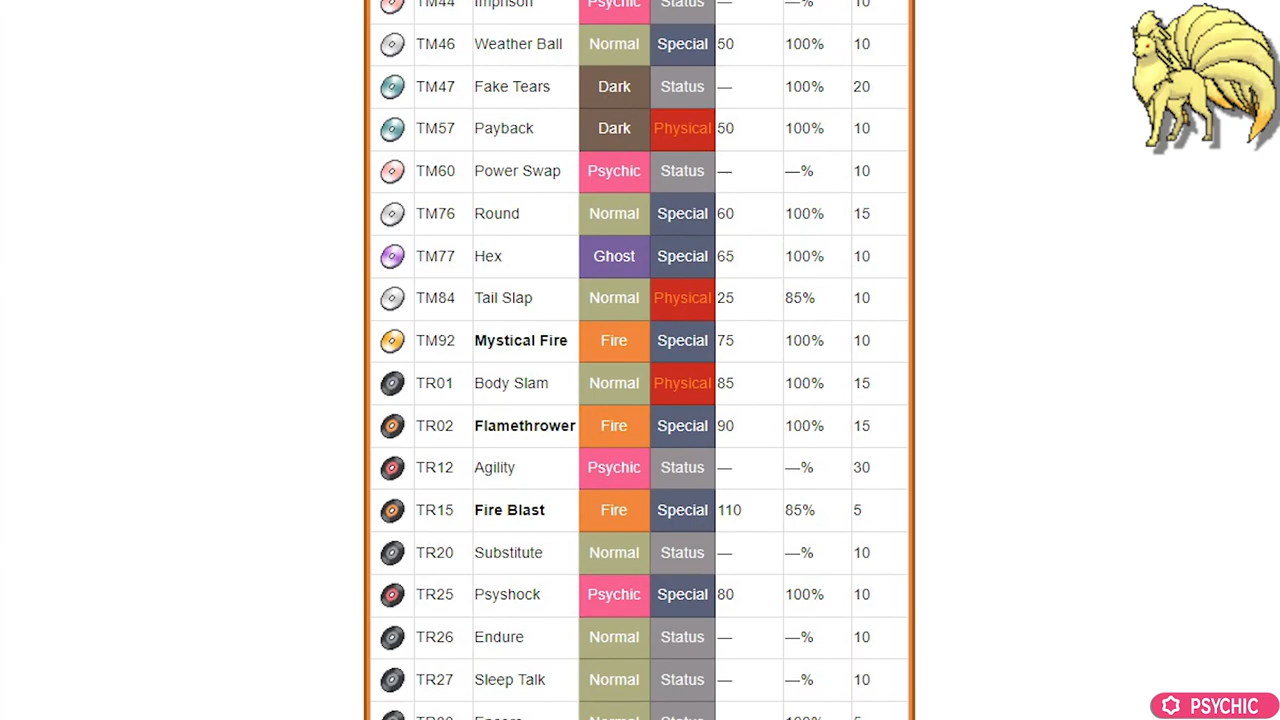 TM44 Imprison Psychic Status — —% 10
TM46 Weather Ball Normal Special 50 100% 10
TM47 Fake Tears Dark Status — 100% 20
TM57 Payback Dark Physical 50 100% 10
TM60 Power Swap Psychic Status — —% 10
TM76 Round Normal Special 60 100% 15
TM77 Hex Ghost Special 65 100% 10
TM84 Tail Slap Normal Physical 25 85% 10
TM92 Mystical Fire Fire Special 75 100% 10
TR01 Body Slam Normal Physical 85 100% 15
TR02 Flamethrower Fire Special 90 100% 15
TR12 Agility Psychic Status — —% 30
TR15 Fire Blast Fire Special 110 85% 5
TR20 Substitute Normal Status — —% 10
TR25 Psyshock Psychic Special 80 100% 10
TR26 Endure Normal Status — —% 10
TR27 Sleep Talk Normal Status — —% 10
PSYCHIC